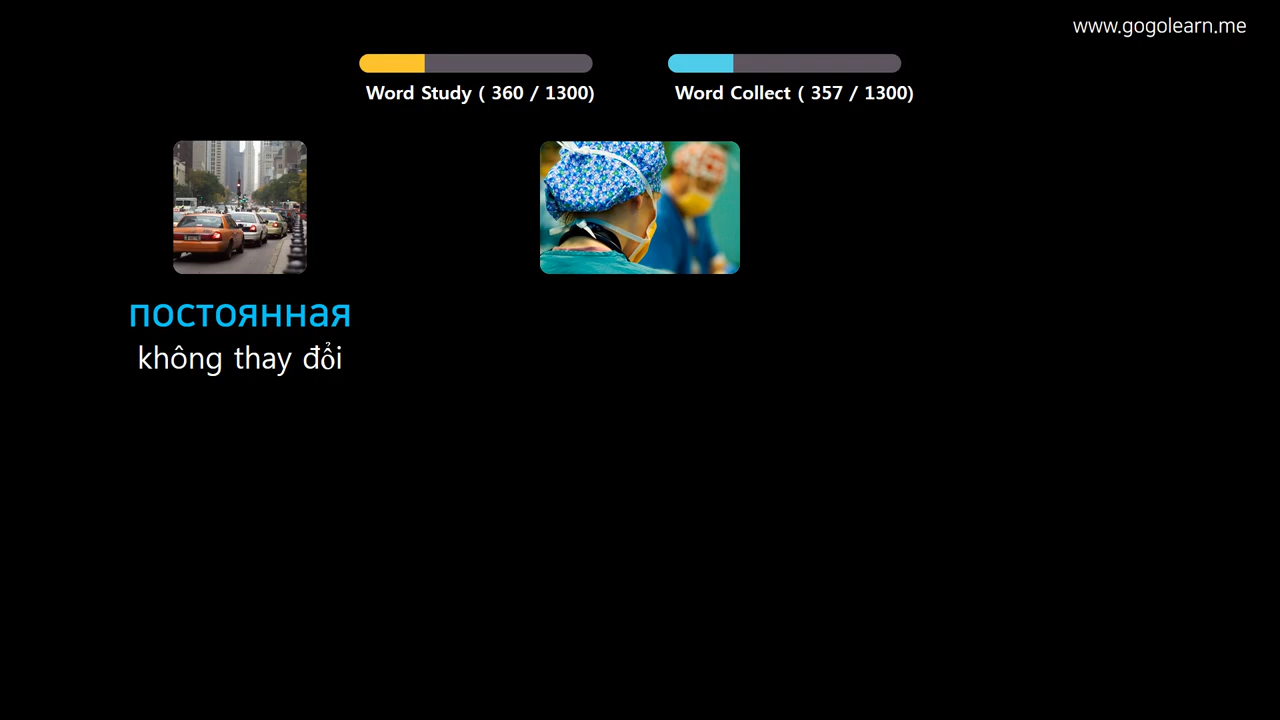 www.gogolearn.me
Word Study ( 360 / 1300)
Word Collect ( 357 / 1300)
постоянная
không thay đổi